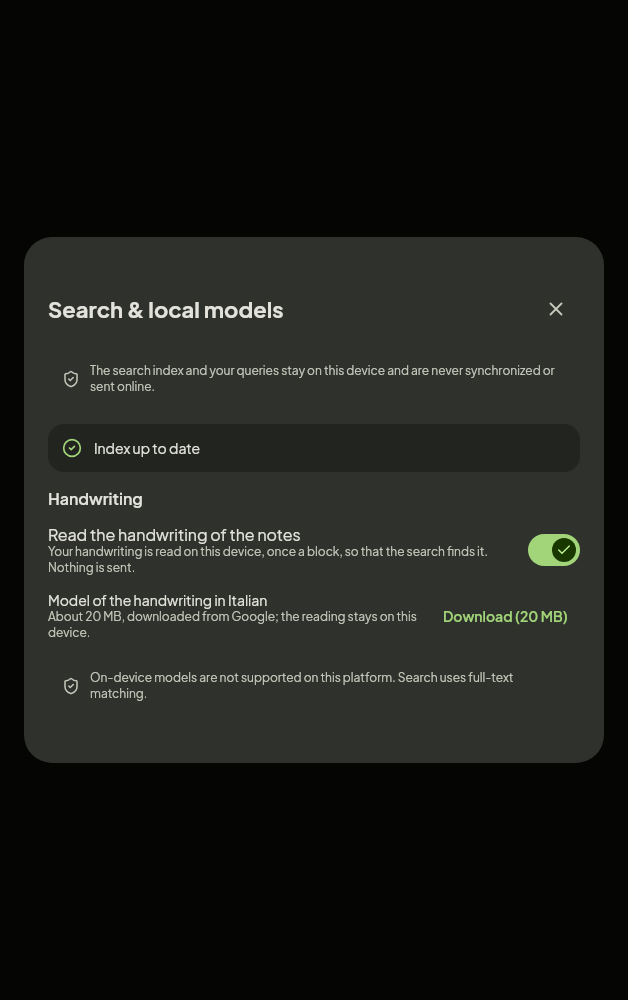 Search & local models
The search index and your queries stay on this device and are never synchronized or
sent online.
Index up to date
Handwriting
Read the handwriting of the notes
Your handwriting is read on this device, once a block, so that the search finds it.
Nothing is sent.
Model of the handwriting in Italian
About 20 MB, downloaded from Google; the reading stays on this
device.
Download (20 MB)
On-device models are not supported on this platform. Search uses full-text
matching.